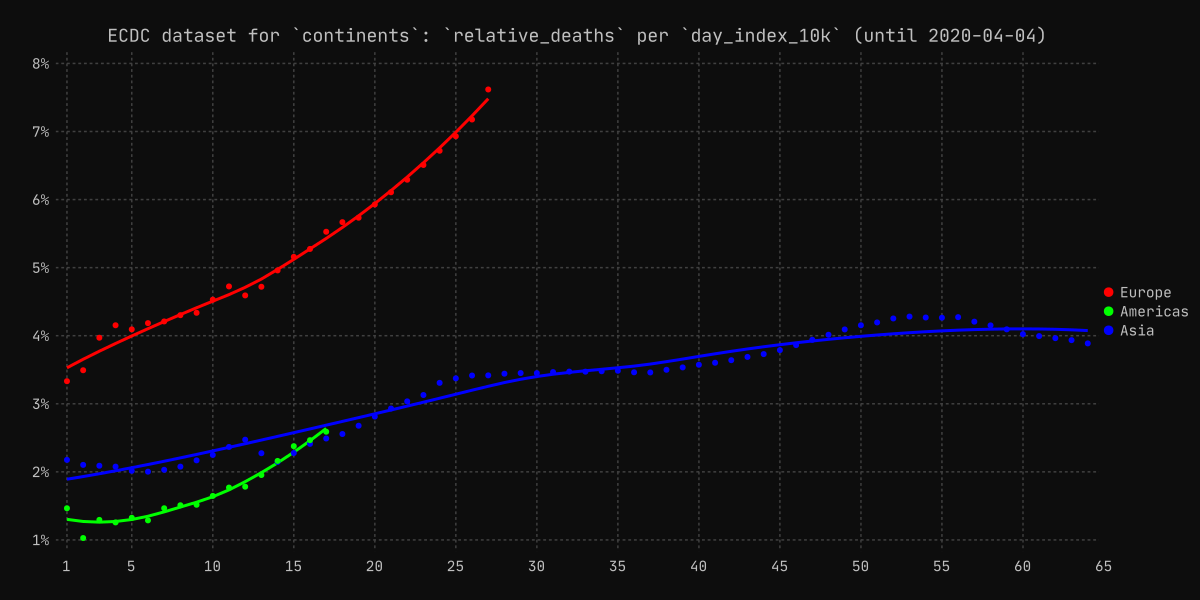 ECDC dataset for `continents`: `relative_deaths` per `day_index_10k` (until 2020-04-04)
8%
7%
6%
5%
4%
3%
2%
1%
1 5 10 15 20 25 30 35 40 45 50 55 60 65
Europe
Americas
Asia